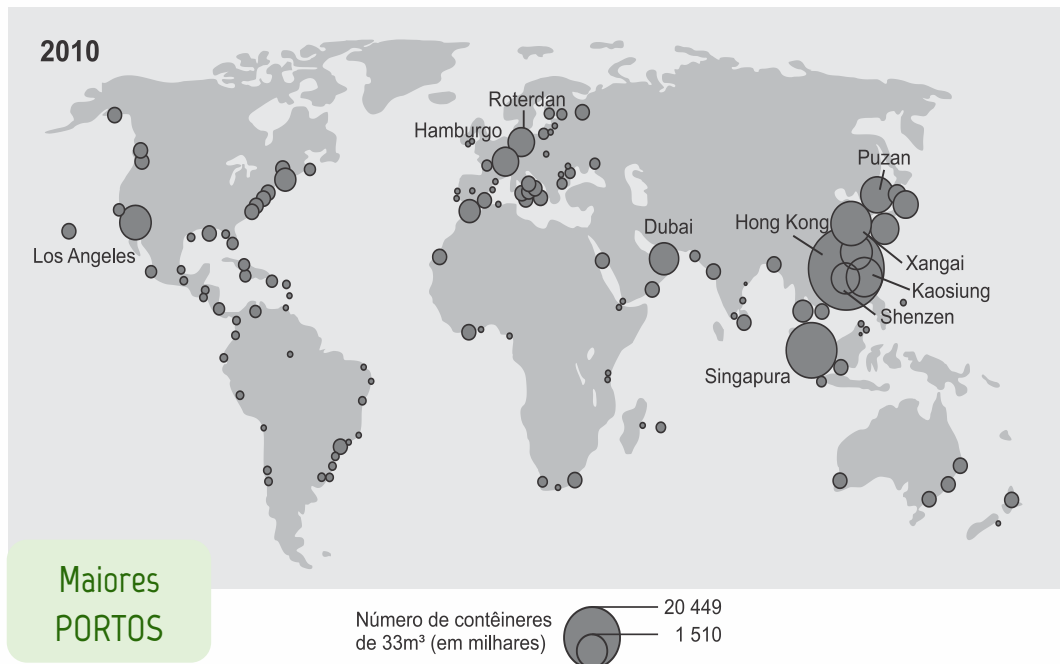 2010
Roterdan
Hamburgo
Puzan
Dubai
Hong Kong
Los Angeles
Xangai
Kaosiung
Shenzen
Singapura
Maiores
PORTOS
Número de contêineres
de 33m³ (em milhares)
20 449
1 510